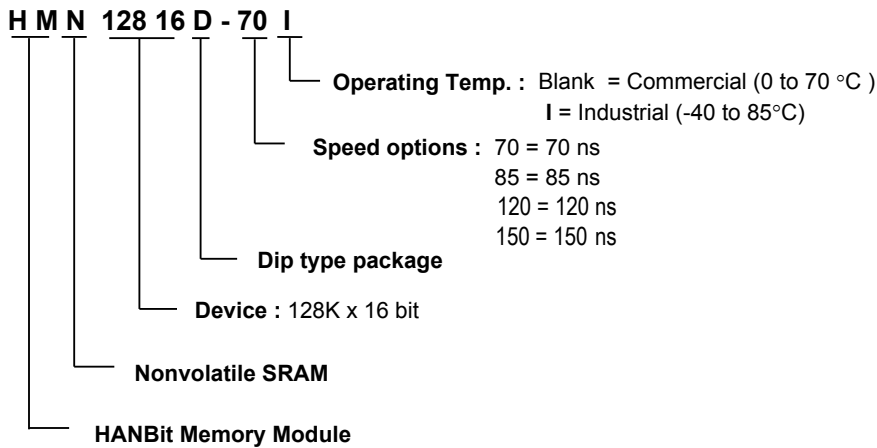 H M N 128 16 D - 70 I
Operating Temp. : Blank = Commercial (0 to 70 °C )
I = Industrial (-40 to 85°C)
Speed options : 70 = 70 ns
85 = 85 ns
120 = 120 ns
150 = 150 ns
Dip type package
Device : 128K x 16 bit
Nonvolatile SRAM
HANBit Memory Module